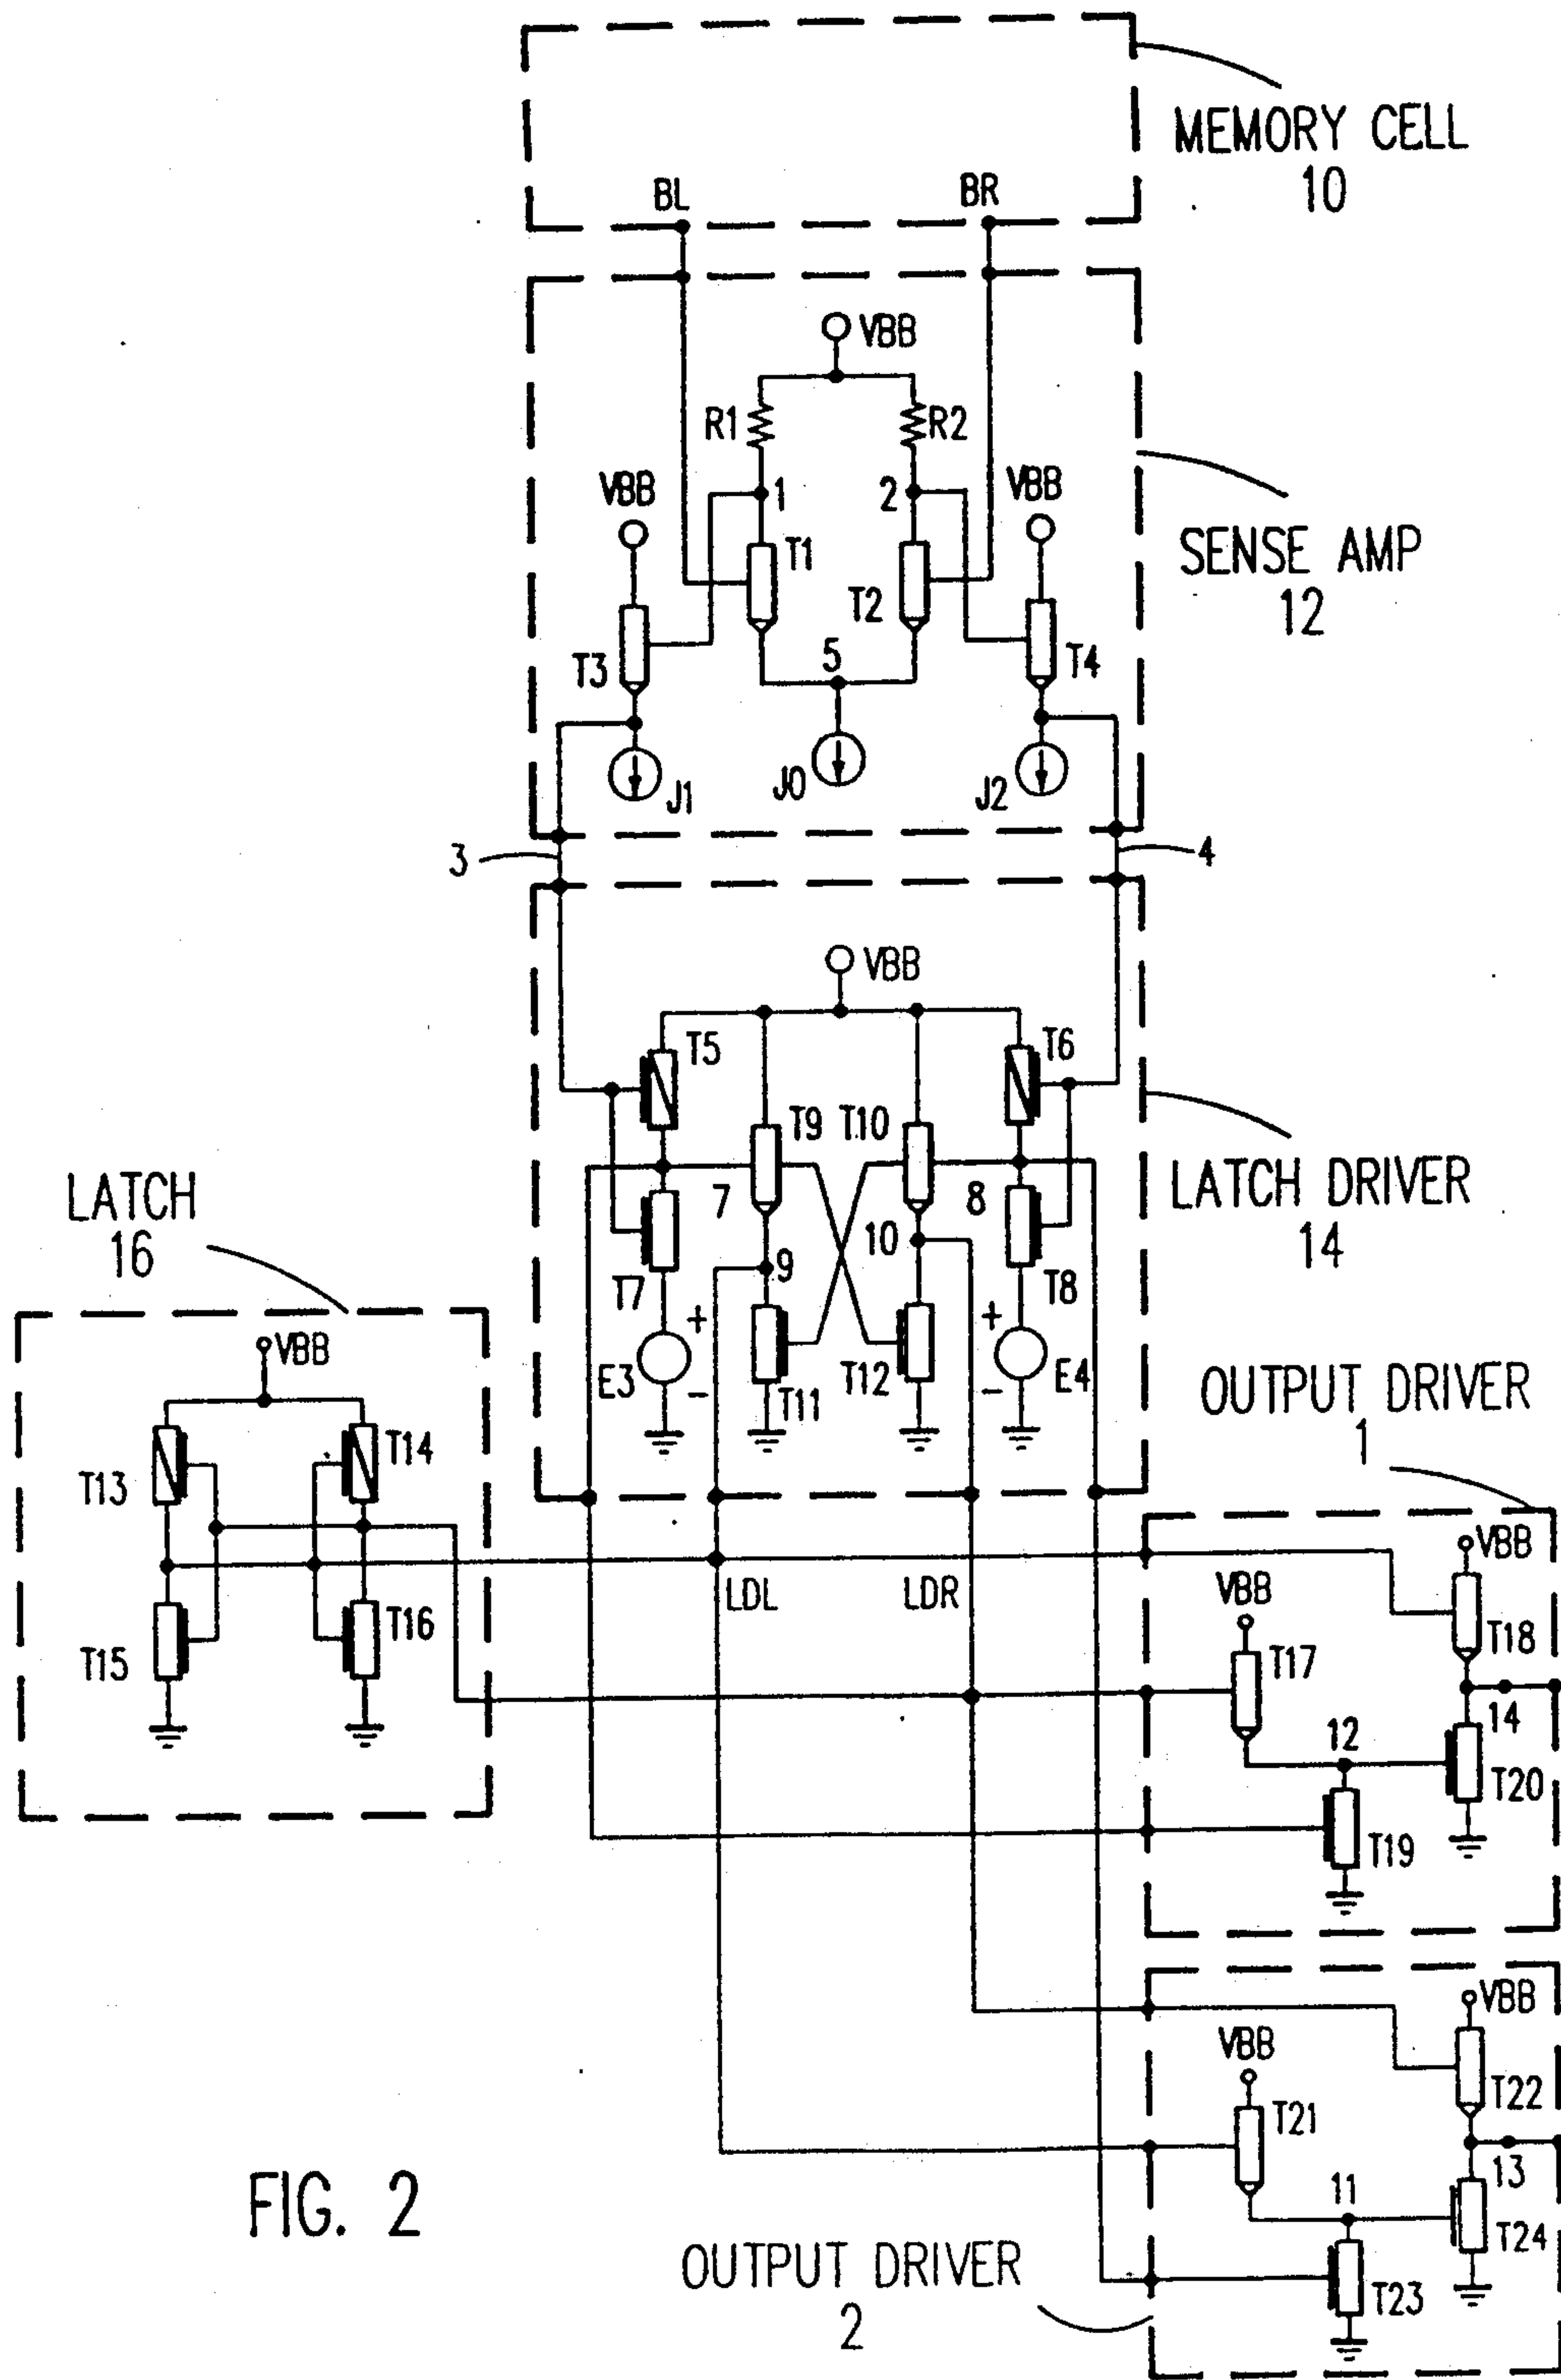 MEMORY CELL
10
BL
BR
VBB
R1
R2
VBB
1
2
VBB
T1
T2
SENSE AMP
12
T3
5
T4
J1
J0
J2
3
4
VBB
T5
T6
T9
T10
7
8
LATCH DRIVER
14
LATCH
16
9
10
T7
T8
+
+
E3
-
T11
T12
-
E4
VBB
OUTPUT DRIVER
1
T13
T14
VBB
LDL
LDR
VBB
T15
T16
T17
T18
12
14
T20
T19
VBB
VBB
T21
T22
11
13
T24
T23
FIG. 2
OUTPUT DRIVER
2